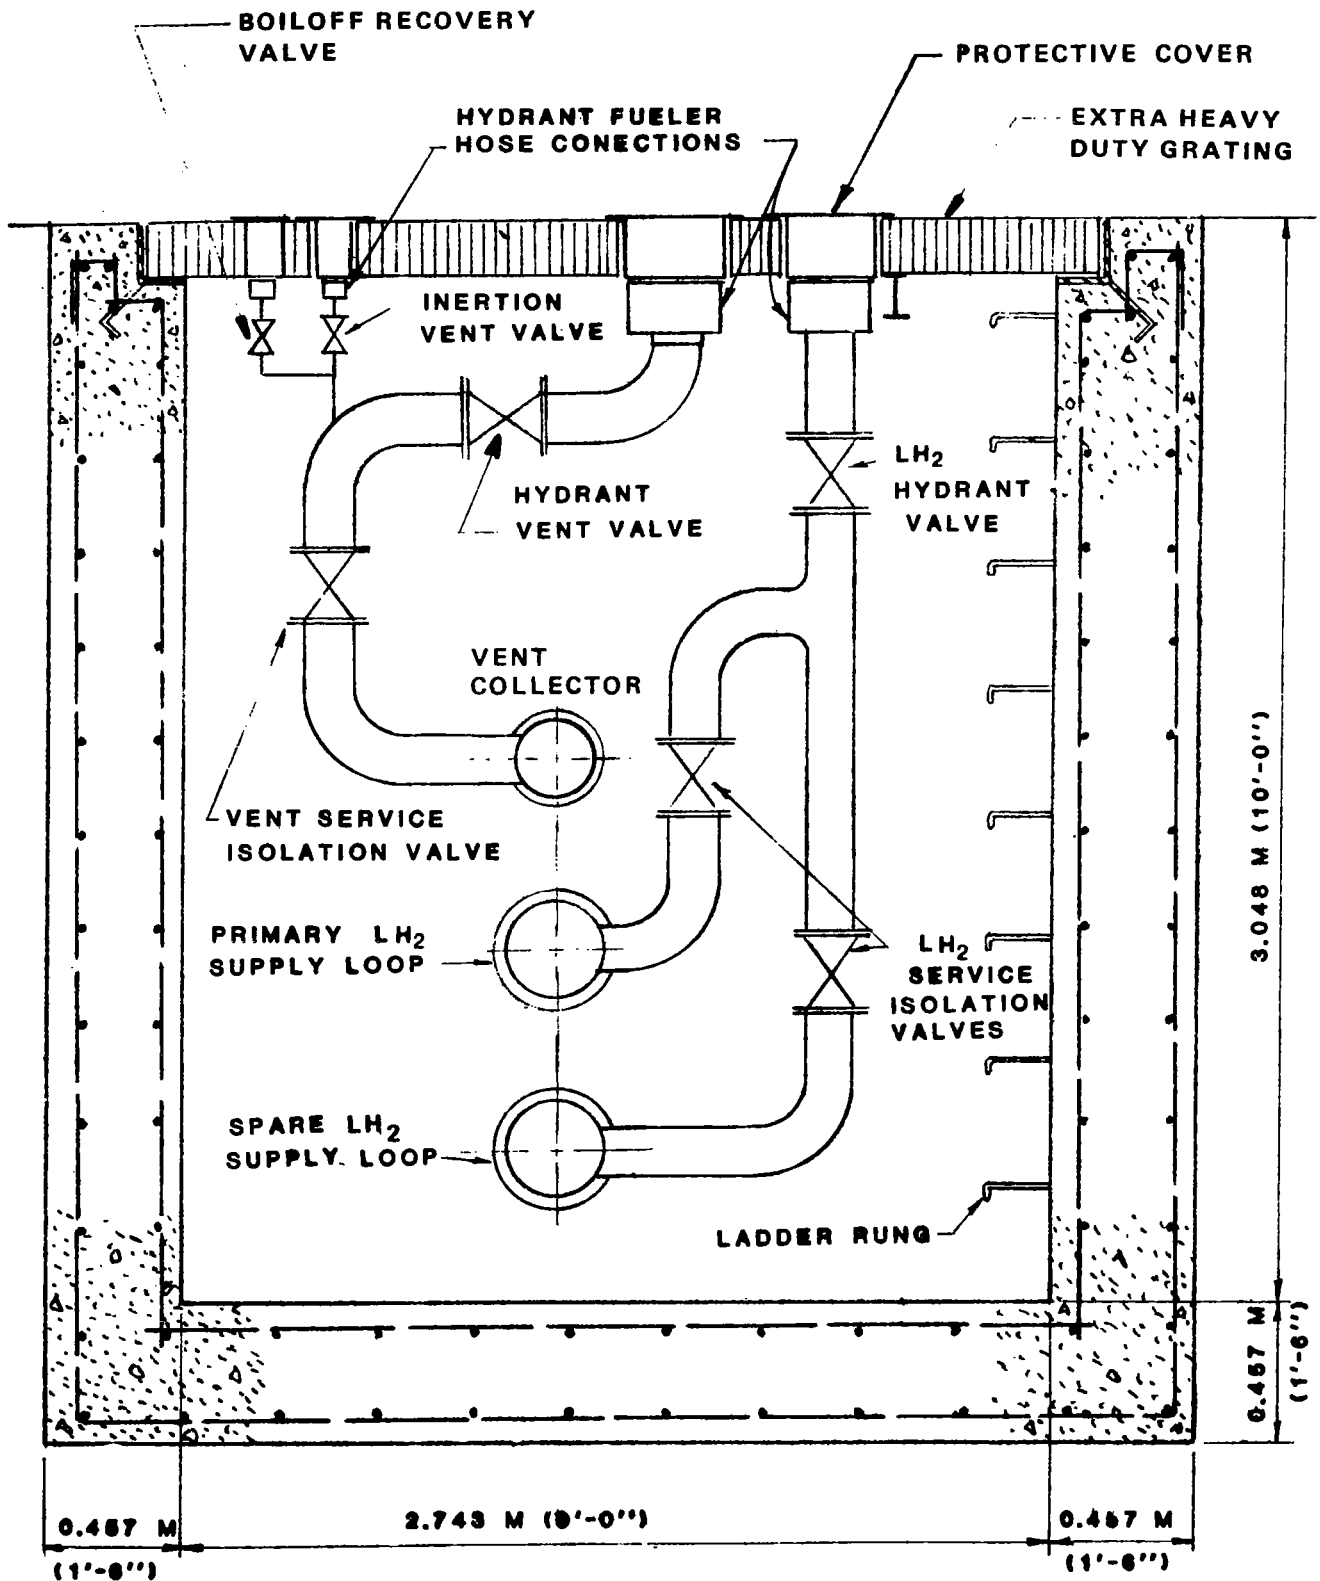 BOILOFF RECOVERY
VALVE
PROTECTIVE COVER
HYDRANT FUELER
HOSE CONECTIONS
EXTRA HEAVY
DUTY GRATING
INERTION
VENT VALVE
LH2
HYDRANT
VALVE
HYDRANT
VENT VALVE
VENT
COLLECTOR
VENT SERVICE
ISOLATION VALVE
PRIMARY LH2
SUPPLY LOOP
LH2
SERVICE
ISOLATION
VALVES
SPARE LH2
SUPPLY LOOP
LADDER RUNG
3.048 M (10'-0")
0.457 M
(1'-6")
0.457 M
(1'-6")
2.743 M (9'-0")
0.457 M
(1'-6")